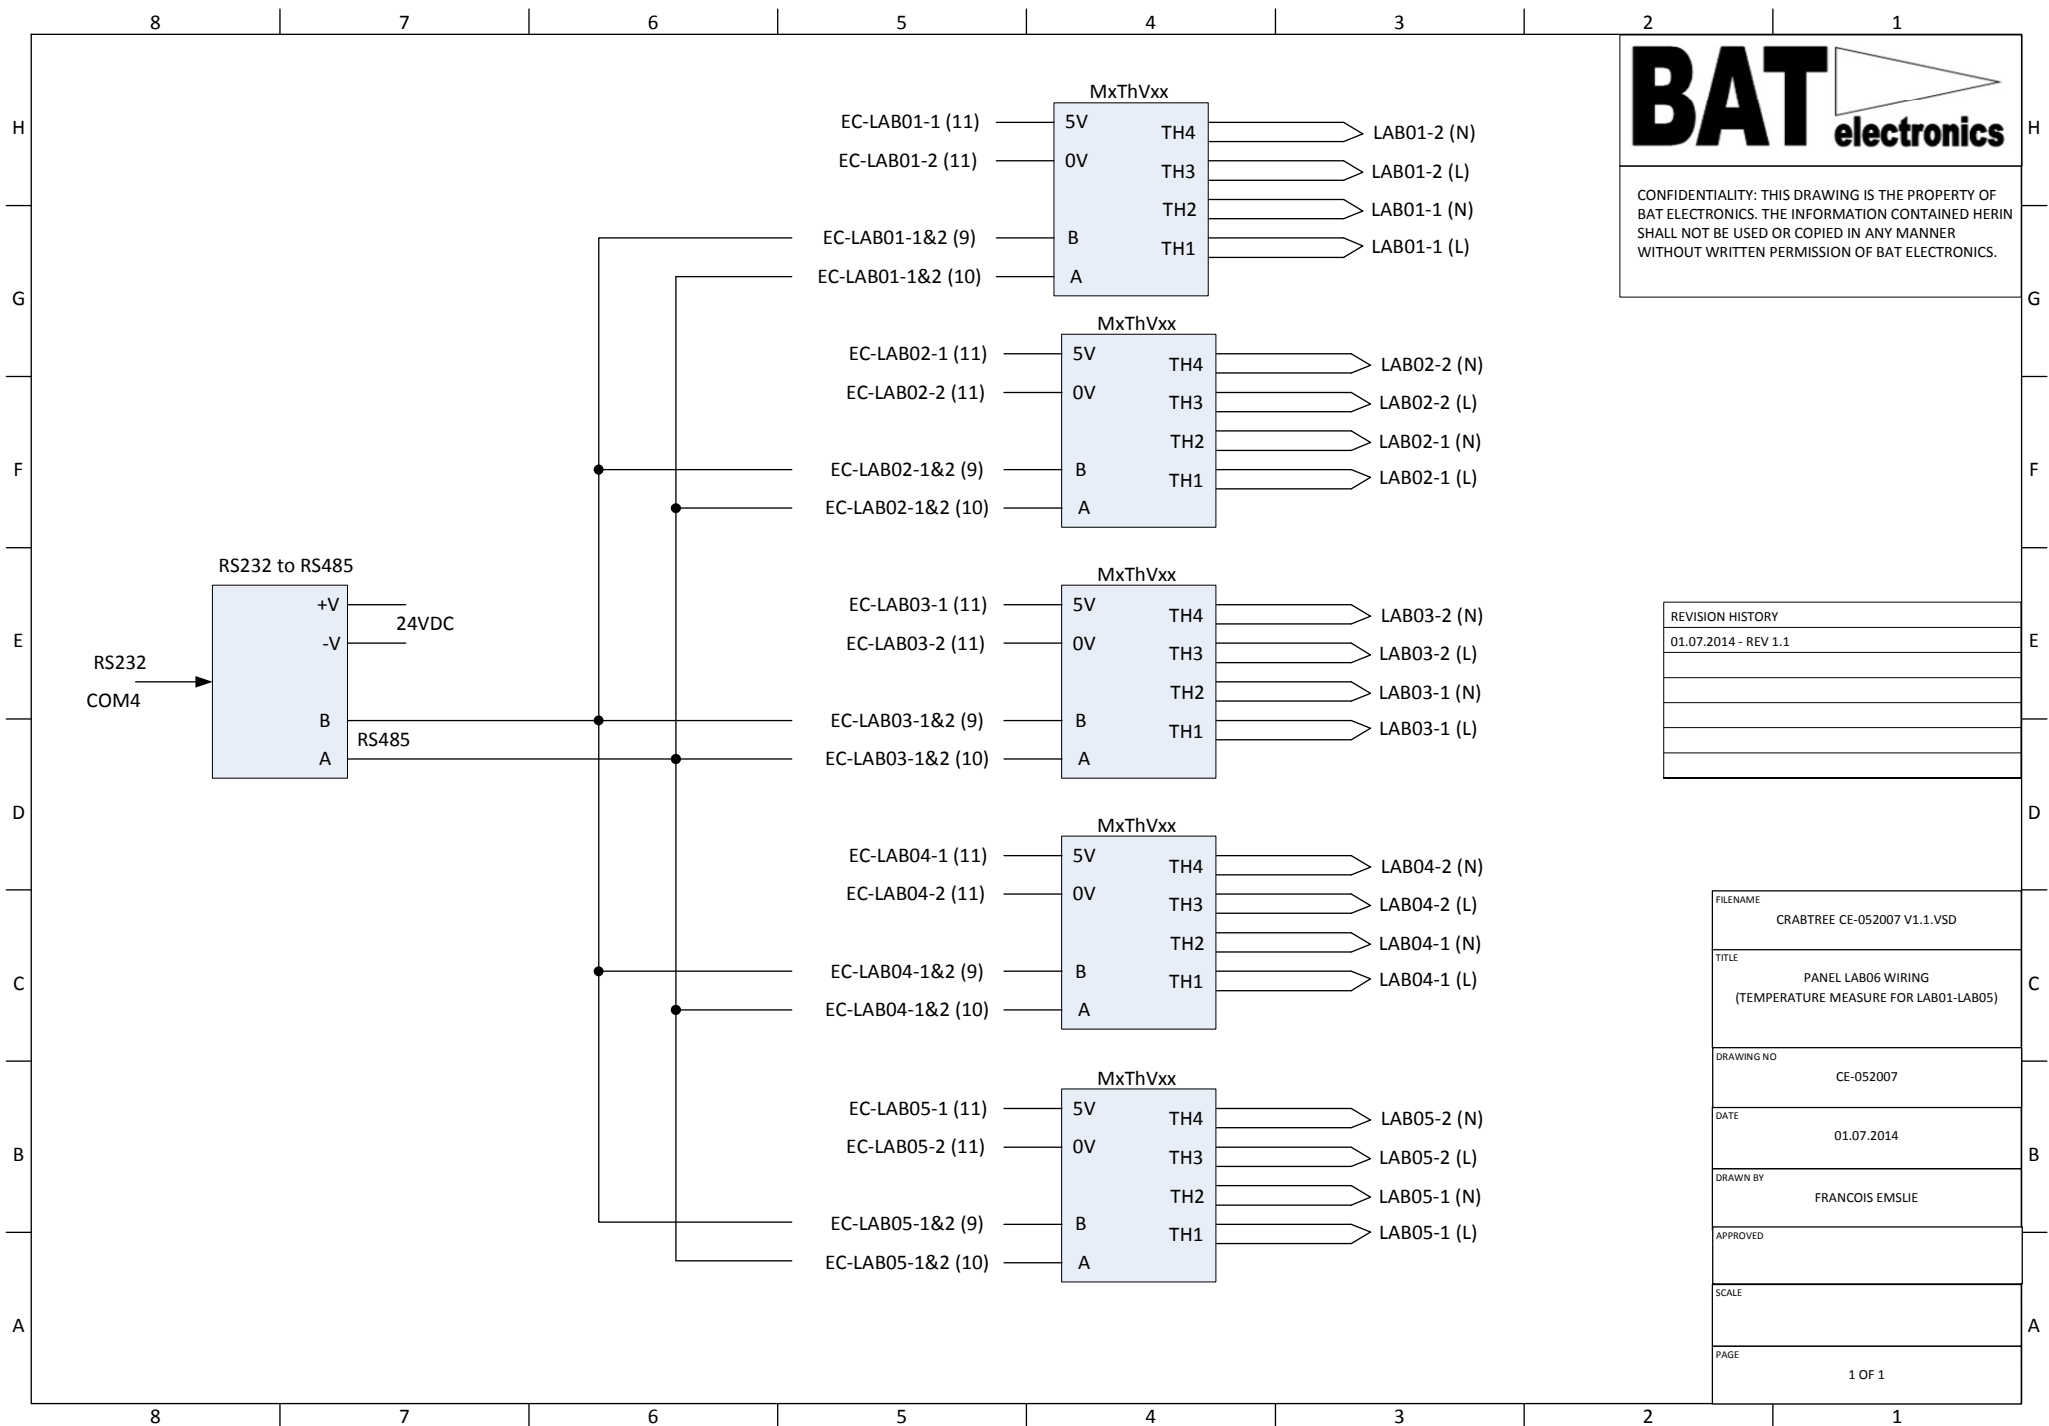 8 7 6 5 4 3 2 1
H
G
F
E
D
C
B
A
BAT
electronics
CONFIDENTIALITY: THIS DRAWING IS THE PROPERTY OF
BAT ELECTRONICS. THE INFORMATION CONTAINED HERIN
SHALL NOT BE USED OR COPIED IN ANY MANNER
WITHOUT WRITTEN PERMISSION OF BAT ELECTRONICS.
RS232 to RS485
RS232
COM4
+V
-V
24VDC
B
A
RS485
MxThVxx
EC-LAB01-1 (11) 5V
EC-LAB01-2 (11) 0V
EC-LAB01-1&2 (9) B
EC-LAB01-1&2 (10) A
TH4 LAB01-2 (N)
TH3 LAB01-2 (L)
TH2 LAB01-1 (N)
TH1 LAB01-1 (L)
MxThVxx
EC-LAB02-1 (11) 5V
EC-LAB02-2 (11) 0V
EC-LAB02-1&2 (9) B
EC-LAB02-1&2 (10) A
TH4 LAB02-2 (N)
TH3 LAB02-2 (L)
TH2 LAB02-1 (N)
TH1 LAB02-1 (L)
MxThVxx
EC-LAB03-1 (11) 5V
EC-LAB03-2 (11) 0V
EC-LAB03-1&2 (9) B
EC-LAB03-1&2 (10) A
TH4 LAB03-2 (N)
TH3 LAB03-2 (L)
TH2 LAB03-1 (N)
TH1 LAB03-1 (L)
MxThVxx
EC-LAB04-1 (11) 5V
EC-LAB04-2 (11) 0V
EC-LAB04-1&2 (9) B
EC-LAB04-1&2 (10) A
TH4 LAB04-2 (N)
TH3 LAB04-2 (L)
TH2 LAB04-1 (N)
TH1 LAB04-1 (L)
MxThVxx
EC-LAB05-1 (11) 5V
EC-LAB05-2 (11) 0V
EC-LAB05-1&2 (9) B
EC-LAB05-1&2 (10) A
TH4 LAB05-2 (N)
TH3 LAB05-2 (L)
TH2 LAB05-1 (N)
TH1 LAB05-1 (L)
REVISION HISTORY
01.07.2014 - REV 1.1
FILENAME
CRABTREE CE-052007 V1.1.VSD
TITLE
PANEL LAB06 WIRING
(TEMPERATURE MEASURE FOR LAB01-LAB05)
DRAWING NO
CE-052007
DATE
01.07.2014
DRAWN BY
FRANCOIS EMSLIE
APPROVED
SCALE
PAGE
1 OF 1
H
G
F
E
D
C
B
A
8 7 6 5 4 3 2 1